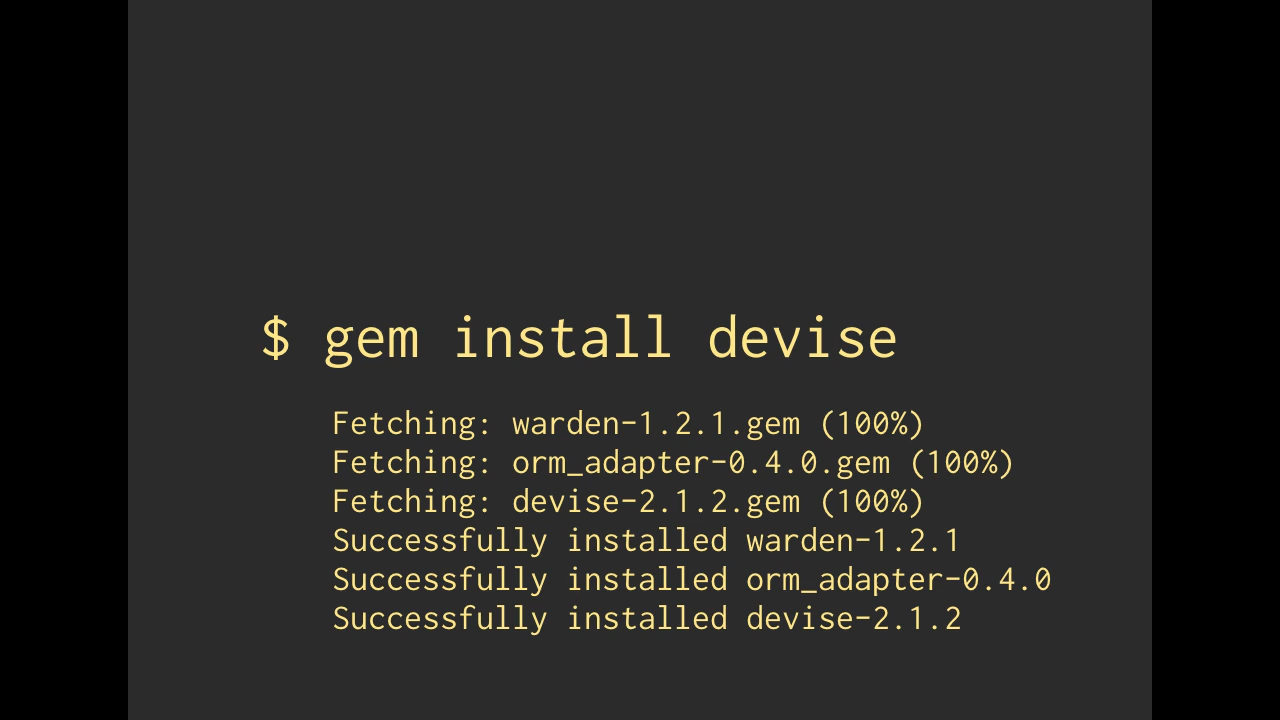 $ gem install devise
Fetching: warden-1.2.1.gem (100%)
Fetching: orm_adapter-0.4.0.gem (100%)
Fetching: devise-2.1.2.gem (100%)
Successfully installed warden-1.2.1
Successfully installed orm_adapter-0.4.0
Successfully installed devise-2.1.2